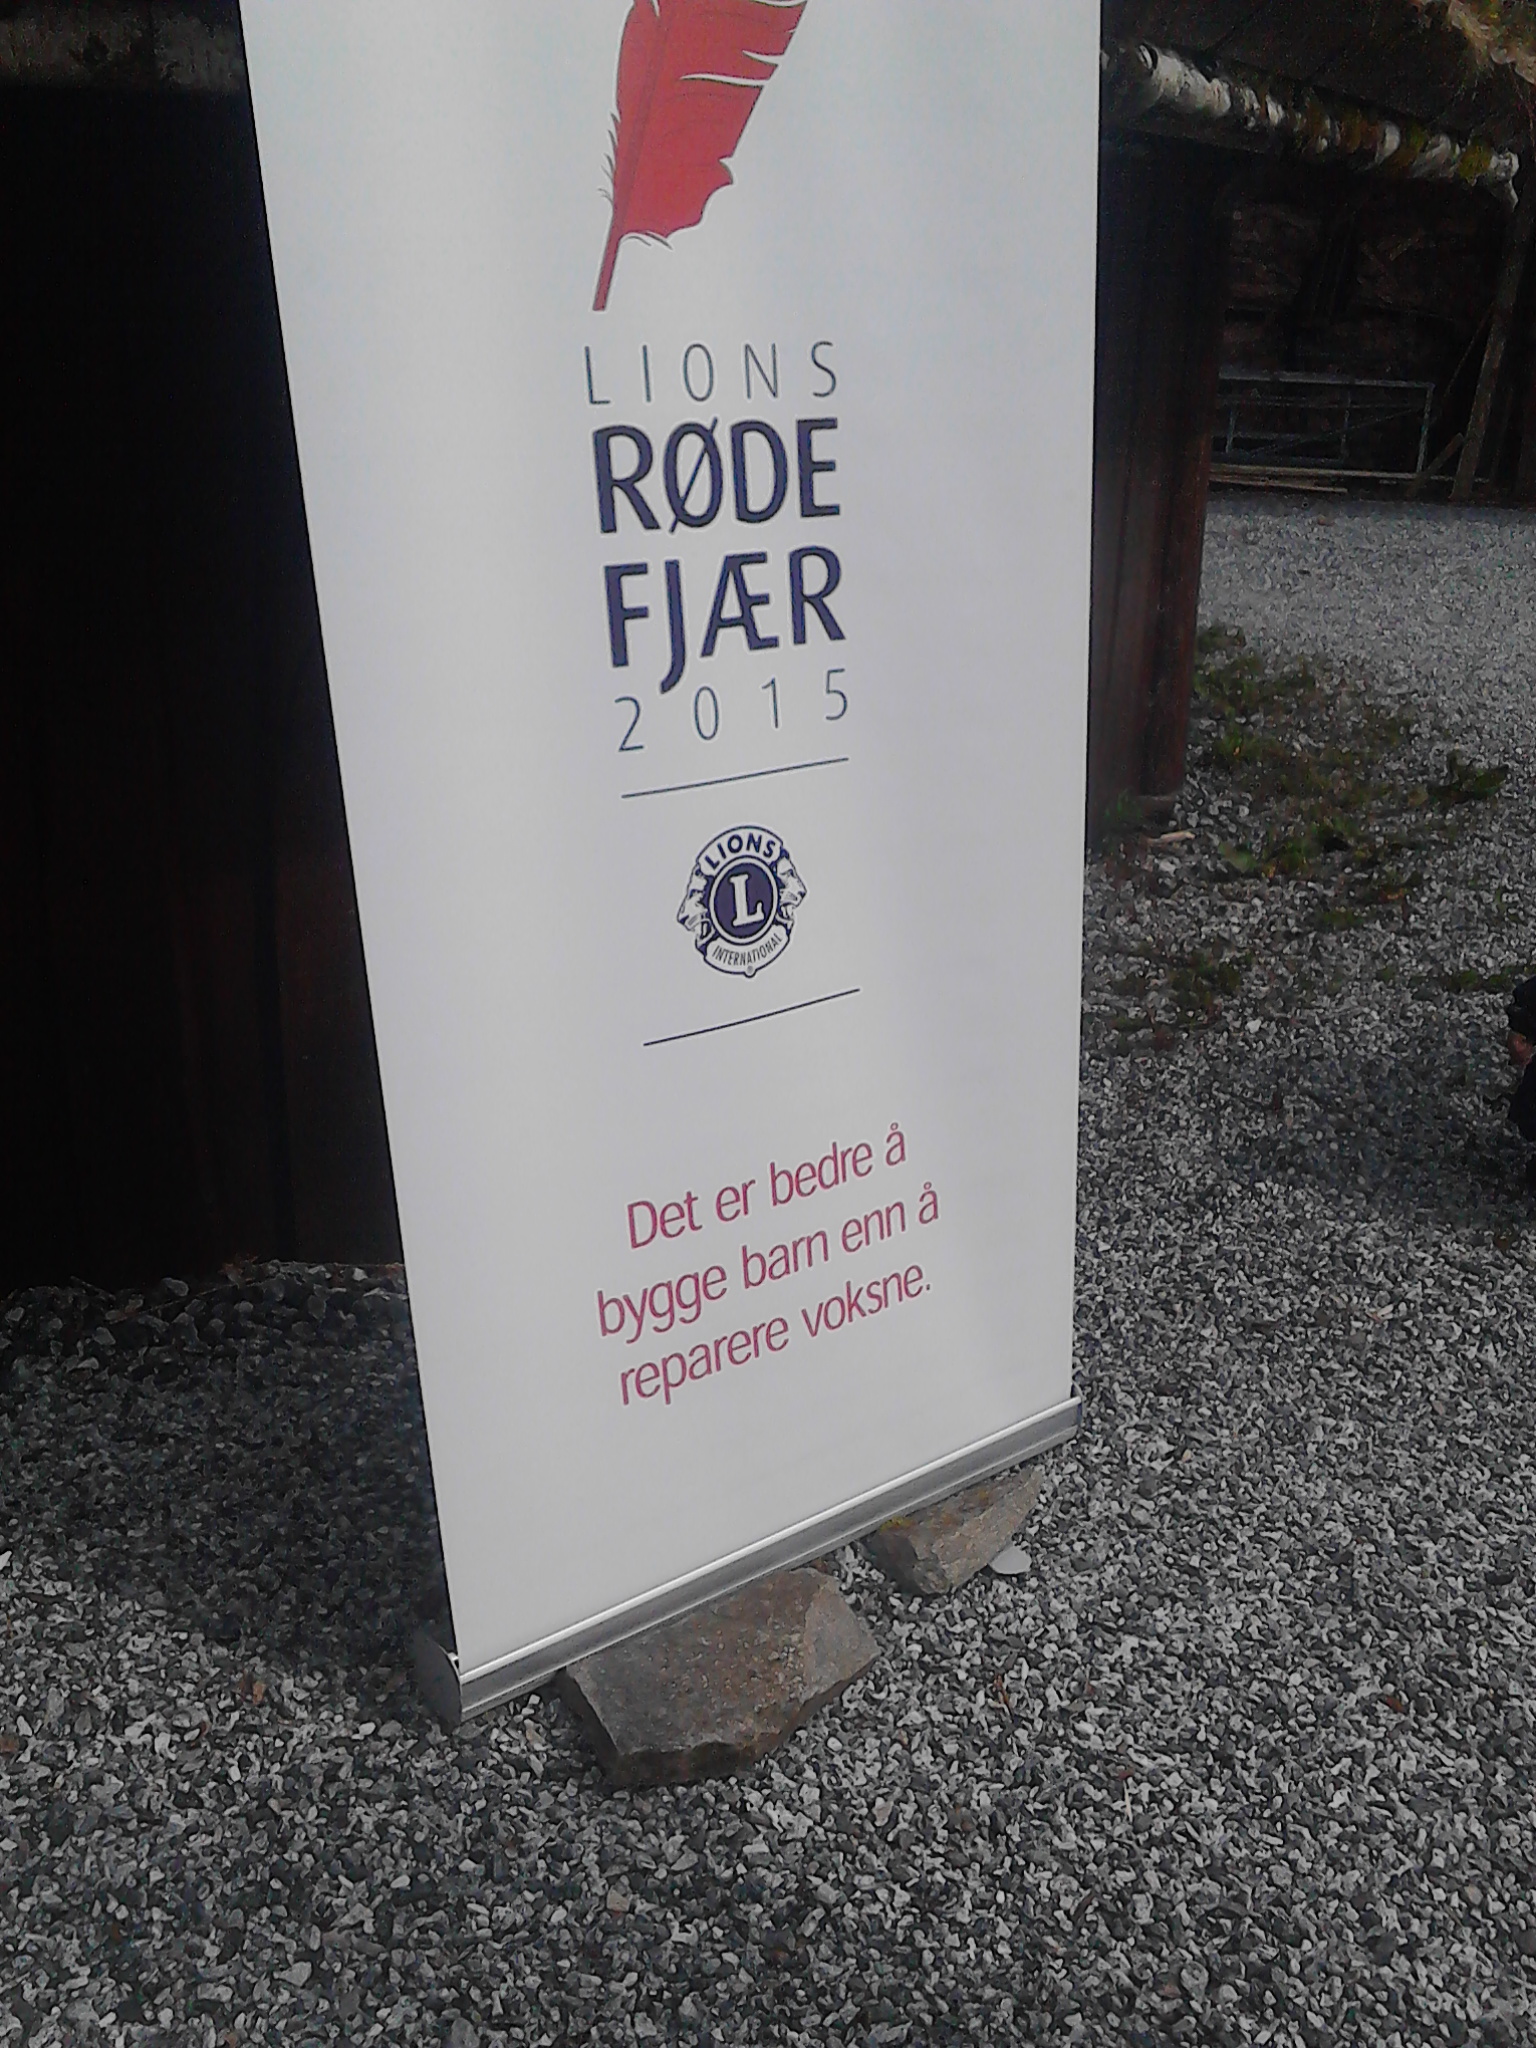 LIONS
RØDE
FJÆR
2015
LIONS
L
INTERNATIONAL
®
Det er bedre å
bygge barn enn å
reparere voksne.